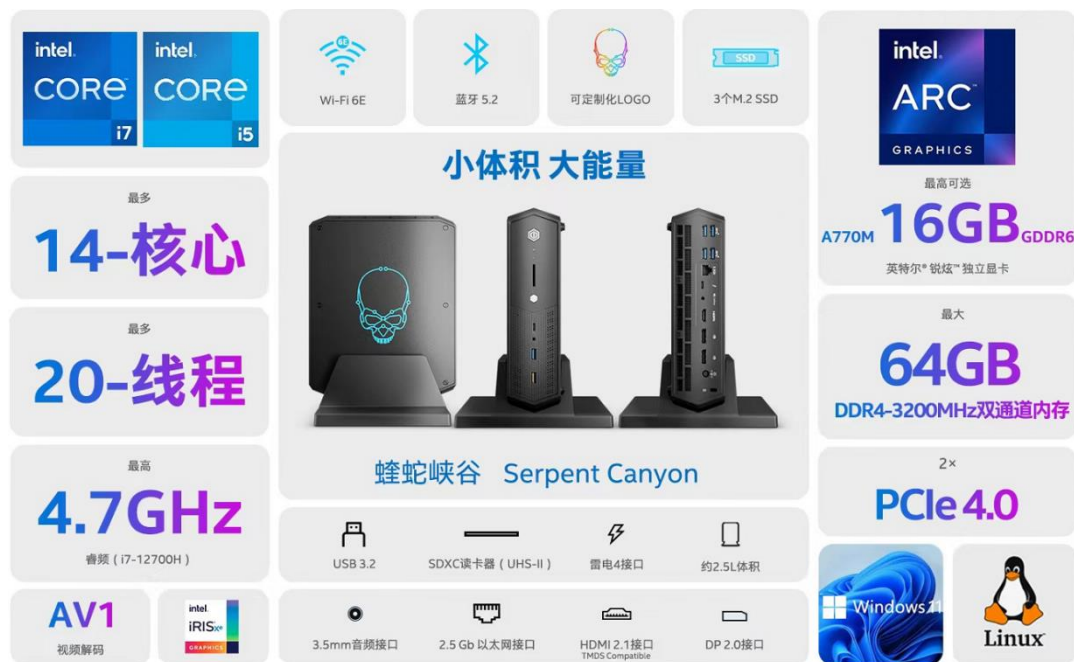 intel.
CORE
i7
intel.
CORE
i5
最多
14-核心
最多
20-线程
最高
4.7GHz
睿频（i7-12700H）
AV1
视频解码
intel.
iRISxe
GRAPHICS
6E
Wi-Fi 6E
蓝牙 5.2
可定制化LOGO
SSD
3个M.2 SSD
小体积 大能量
蝰蛇峡谷 Serpent Canyon
USB 3.2
SDXC读卡器（UHS-II）
雷电4接口
约2.5L体积
3.5mm音频接口
2.5 Gb 以太网接口
HDMI 2.1接口
TMDS Compatible
DP 2.0接口
intel.
ARC
GRAPHICS
最高可选
A770M 16GB GDDR6
英特尔® 锐炫™ 独立显卡
最大
64GB
DDR4-3200MHz双通道内存
2×
PCIe 4.0
Windows 11
Linux